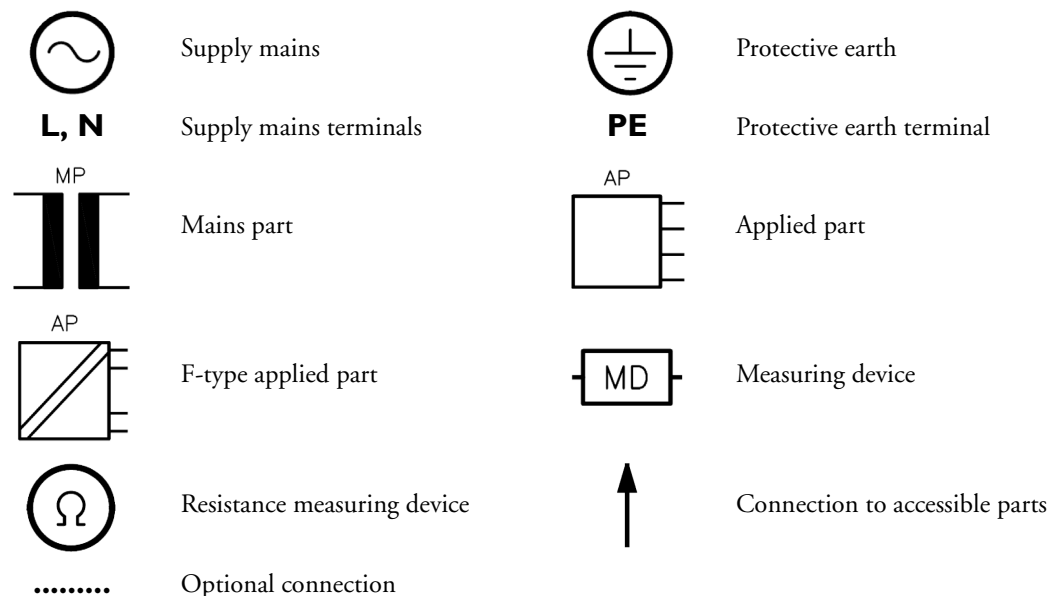 Supply mains
Protective earth
L, N
Supply mains terminals
PE
Protective earth terminal
MP
Mains part
AP
Applied part
AP
F-type applied part
MD
Measuring device
Ω
Resistance measuring device
Connection to accessible parts
Optional connection